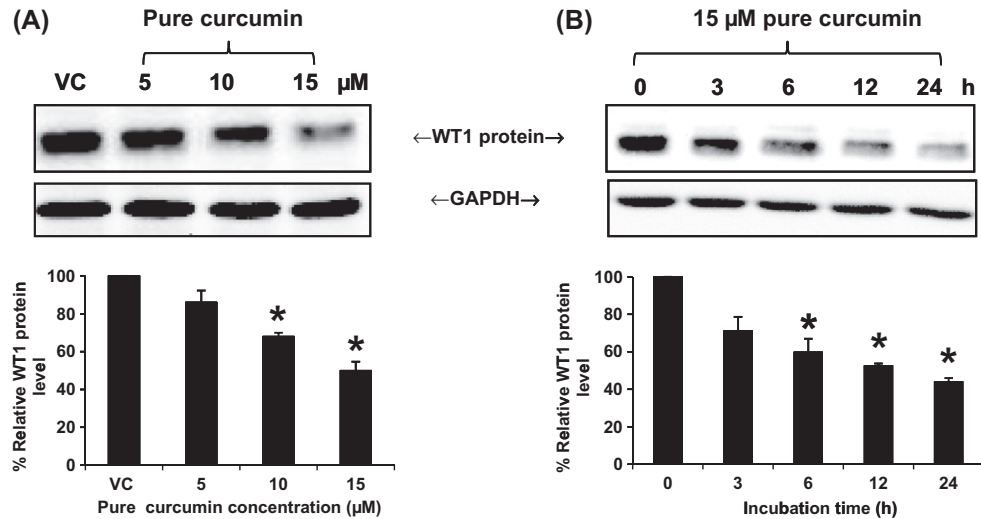 (A)
Pure curcumin
VC 5 10 15 µM
(B)
15 µM pure curcumin
0 3 6 12 24 h
←WT1 protein→
←GAPDH→
% Relative WT1 protein
level
100
80
60
40
20
0
* *
VC 5 10 15
Pure curcumin concentration (µM)
% Relative WT1 protein
level
100
80
60
40
20
0
* * *
0 3 6 12 24
Incubation time (h)